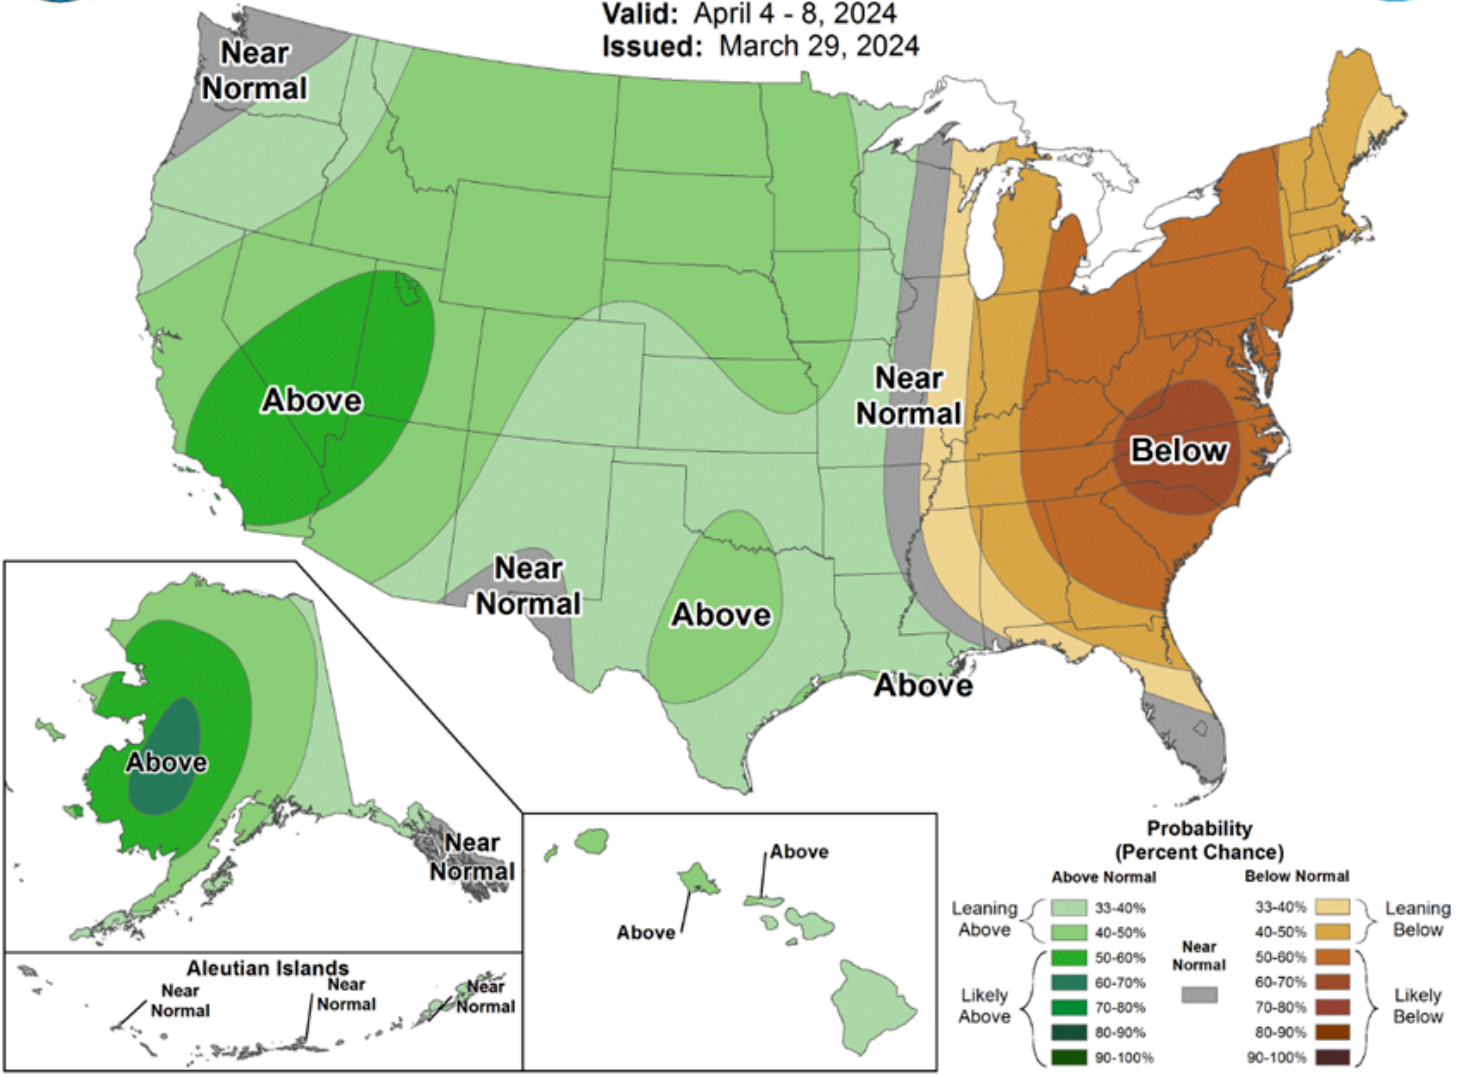 Valid: April 4 - 8, 2024
Issued: March 29, 2024
Near
Normal
Above
Near
Normal
Below
Near
Normal
Above
Above
Above
Near
Normal
Above
Above
Aleutian Islands
Near
Normal
Near
Normal
Near
Normal
Probability
(Percent Chance)
Above Normal
Below Normal
Leaning
Above
33-40%
40-50%
50-60%
60-70%
70-80%
80-90%
90-100%
Likely
Above
Near
Normal
33-40%
40-50%
50-60%
60-70%
70-80%
80-90%
90-100%
Leaning
Below
Likely
Below